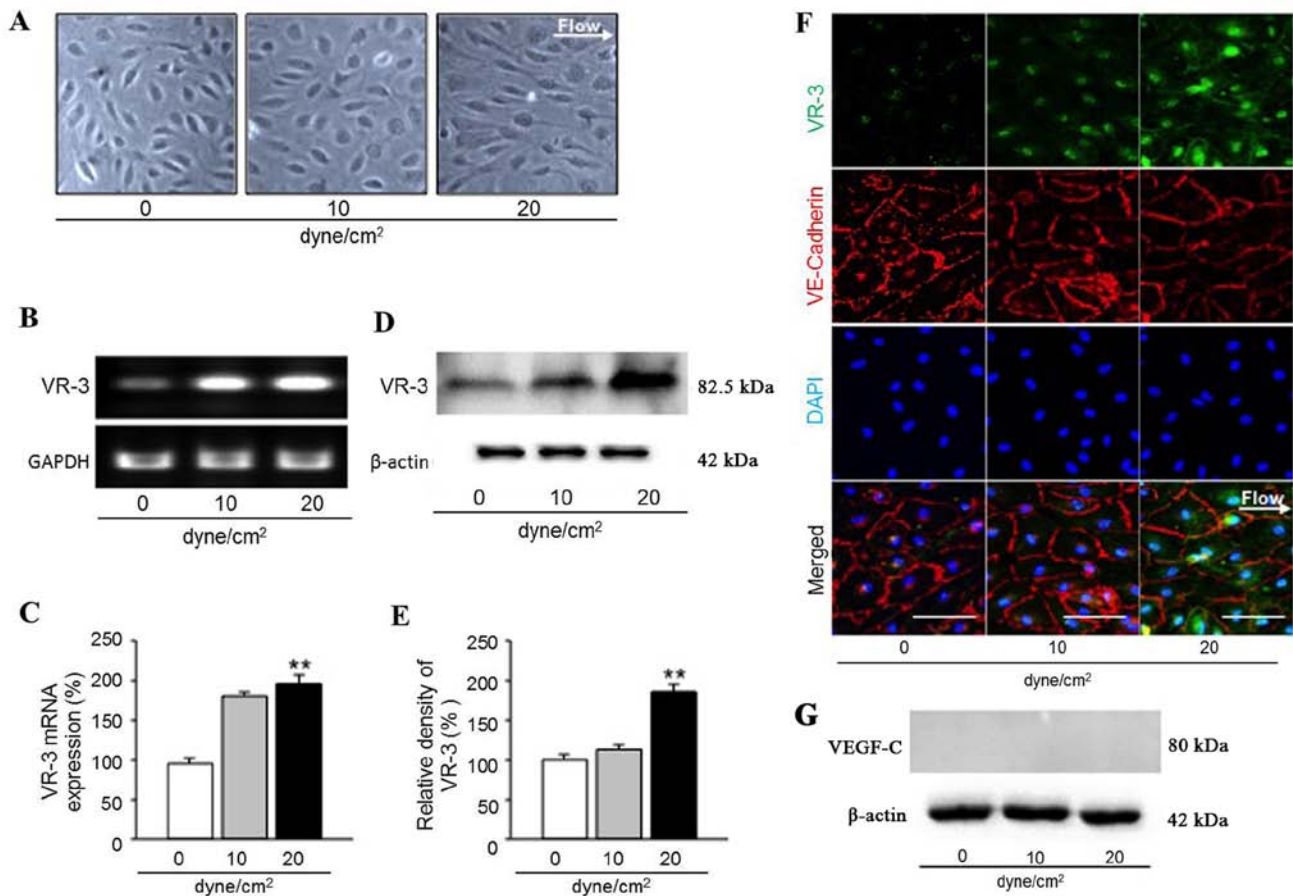 A
Flow
0 10 20
dyne/cm²
B
VR-3
GAPDH
0 10 20
dyne/cm²
D
VR-3 82.5 kDa
β-actin 42 kDa
0 10 20
dyne/cm²
C
VR-3 mRNA
expression (%)
250
200
150
100
50
0
**
0 10 20
dyne/cm²
E
Relative density of
VR-3 (%)
250
200
150
100
50
0
**
0 10 20
dyne/cm²
F
VR-3
VE-Cadherin
DAPI
Merged
Flow
0 10 20
dyne/cm²
G
VEGF-C 80 kDa
β-actin 42 kDa
0 10 20
dyne/cm²